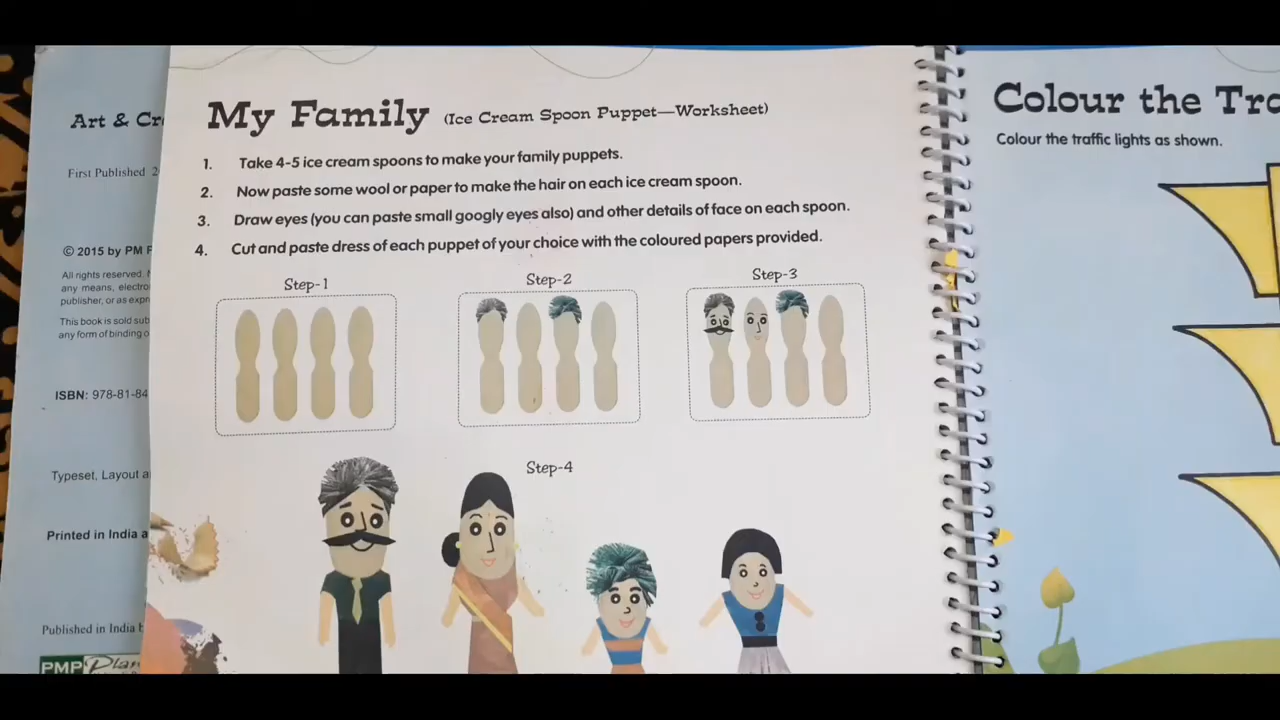 Art & Cr
First Published 2
© 2015 by PM P
All rights reserved.
any means, electro
publisher, or as expr
This book is sold sub
any form of binding o
ISBN: 978-81-84
Typeset, Layout a
Printed in India a
Published in India b
PMP Plan
My Family (Ice Cream Spoon Puppet—Worksheet)
1. Take 4-5 ice cream spoons to make your family puppets.
2. Now paste some wool or paper to make the hair on each ice cream spoon.
3. Draw eyes (you can paste small googly eyes also) and other details of face on each spoon.
4. Cut and paste dress of each puppet of your choice with the coloured papers provided.
Step-1
Step-2
Step-3
Step-4
Colour the Tra
Colour the traffic lights as shown.